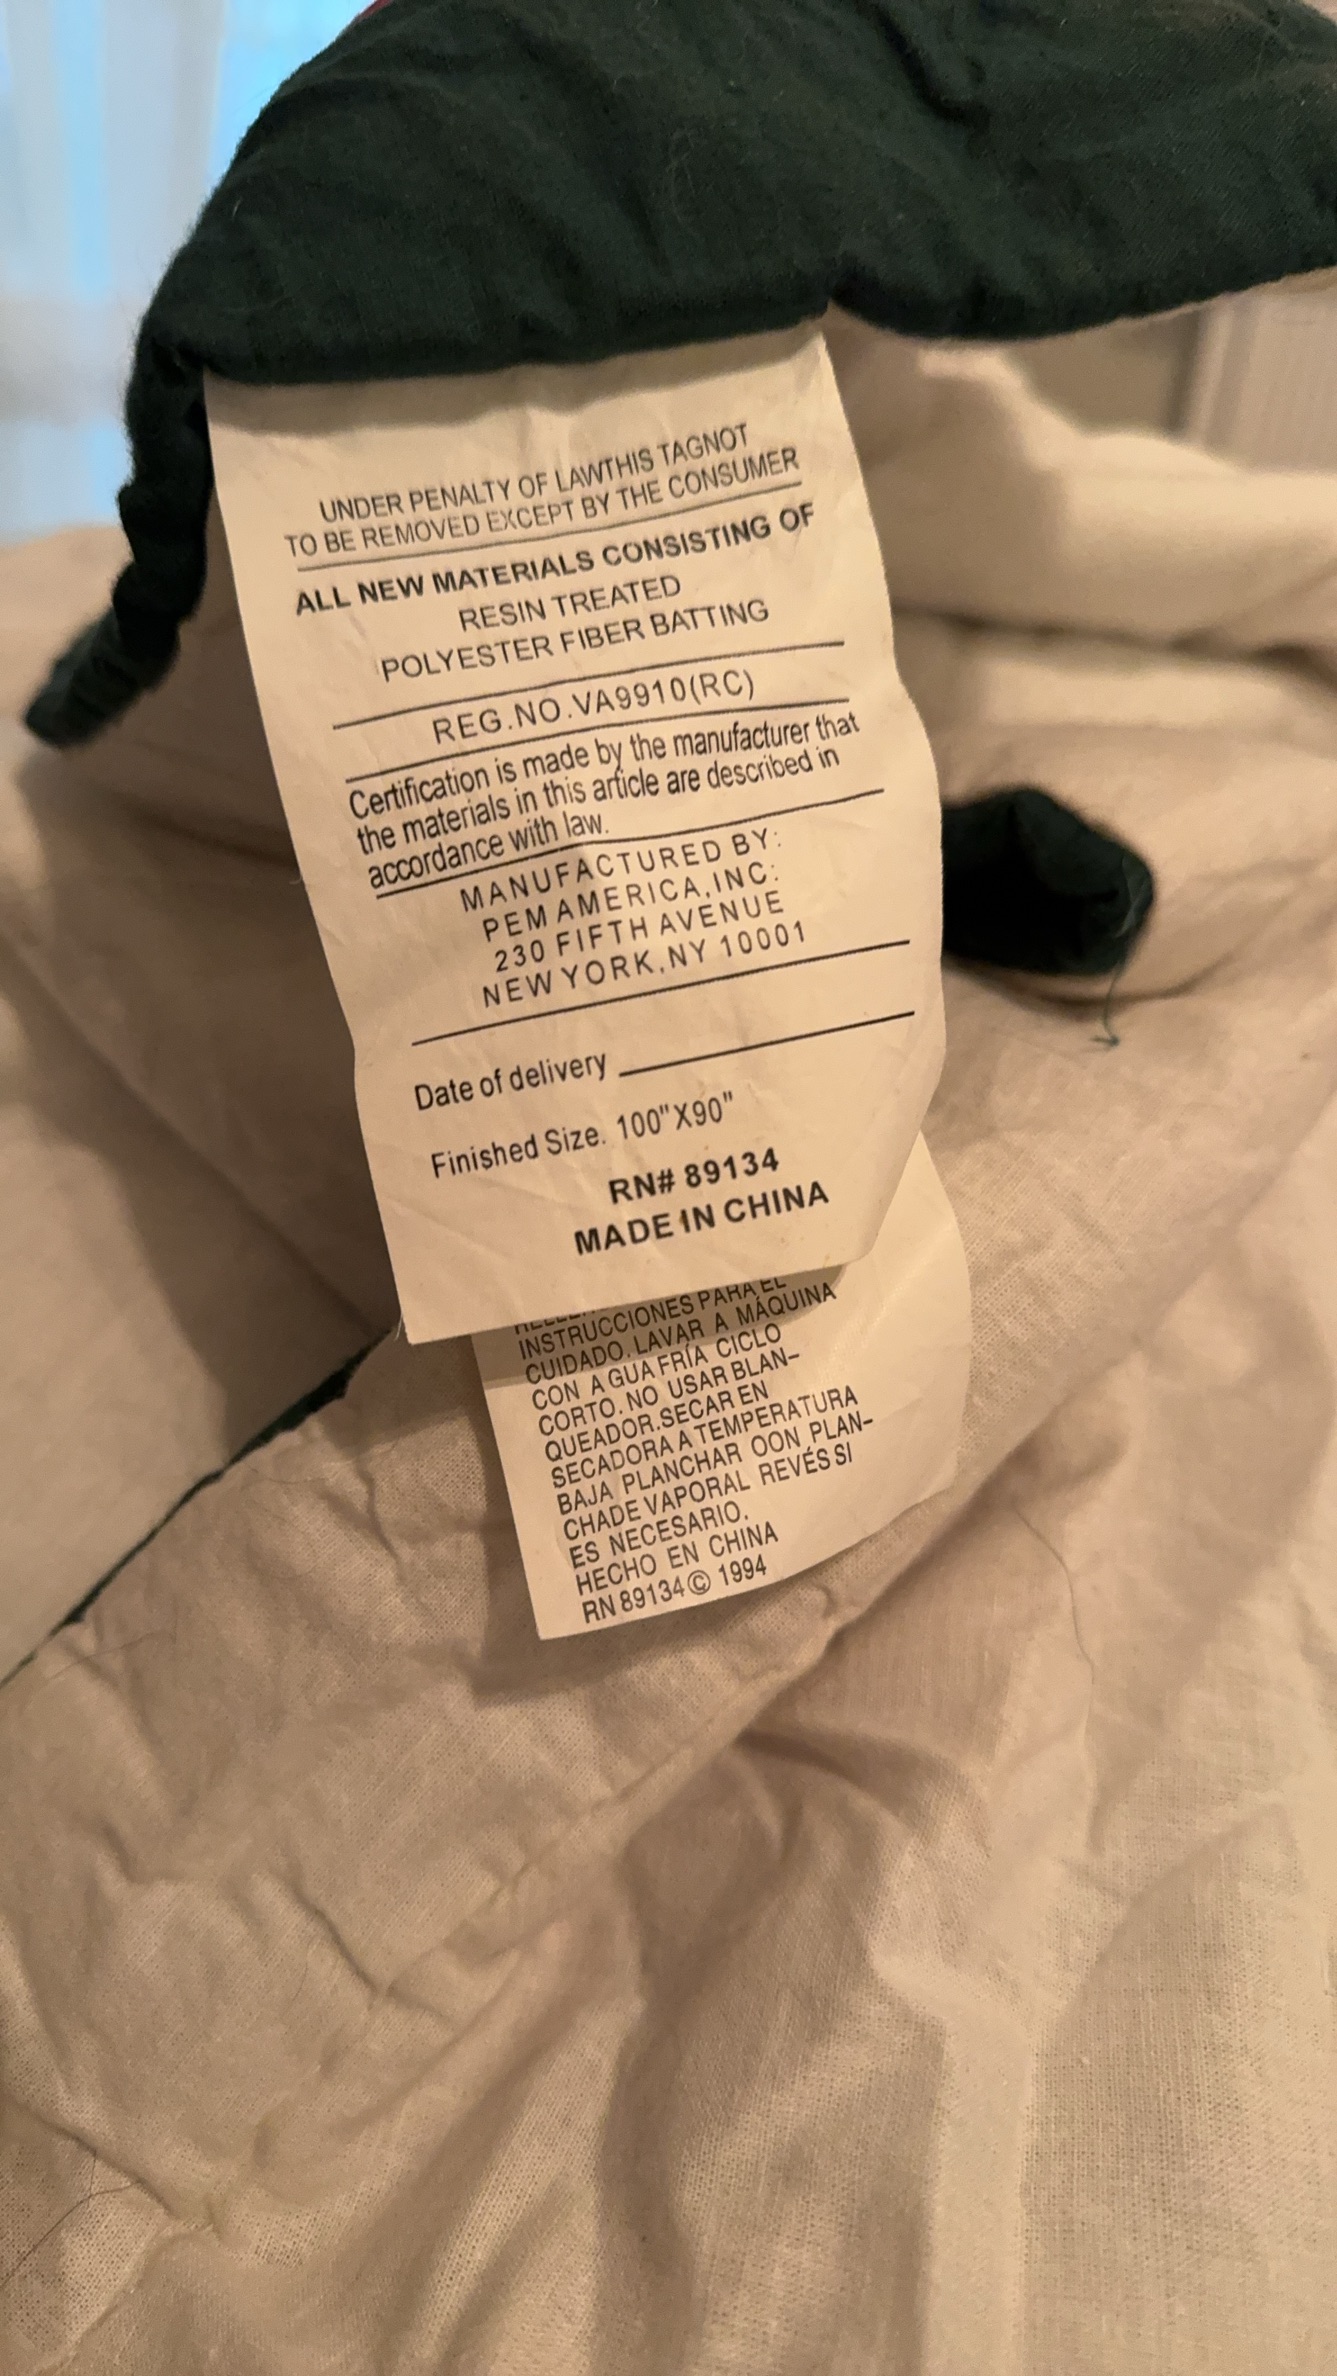 UNDER PENALTY OF LAWTHIS TAGNOT
TO BE REMOVED EXCEPT BY THE CONSUMER
ALL NEW MATERIALS CONSISTING OF
RESIN TREATED
POLYESTER FIBER BATTING
REG.NO.VA9910(RC)
Certification is made by the manufacturer that
the materials in this article are described in
accordance with law.
MANUFACTURED BY:
PEM AMERICA,INC:
230 FIFTH AVENUE
NEW YORK,NY 10001
Date of delivery
Finished Size. 100"X90"
RN# 89134
MADE IN CHINA
INSTRUCCIONES PARA EL
CUIDADO. LAVAR A MÁQUINA
CON AGUA FRÍA CICLO
CORTO. NO USAR BLAN-
QUEADOR.SECAR EN
SECADORA A TEMPERATURA
BAJA PLANCHAR OON PLAN-
CHADE VAPORAL REVÉS SI
ES NECESARIO.
HECHO EN CHINA
RN 89134© 1994